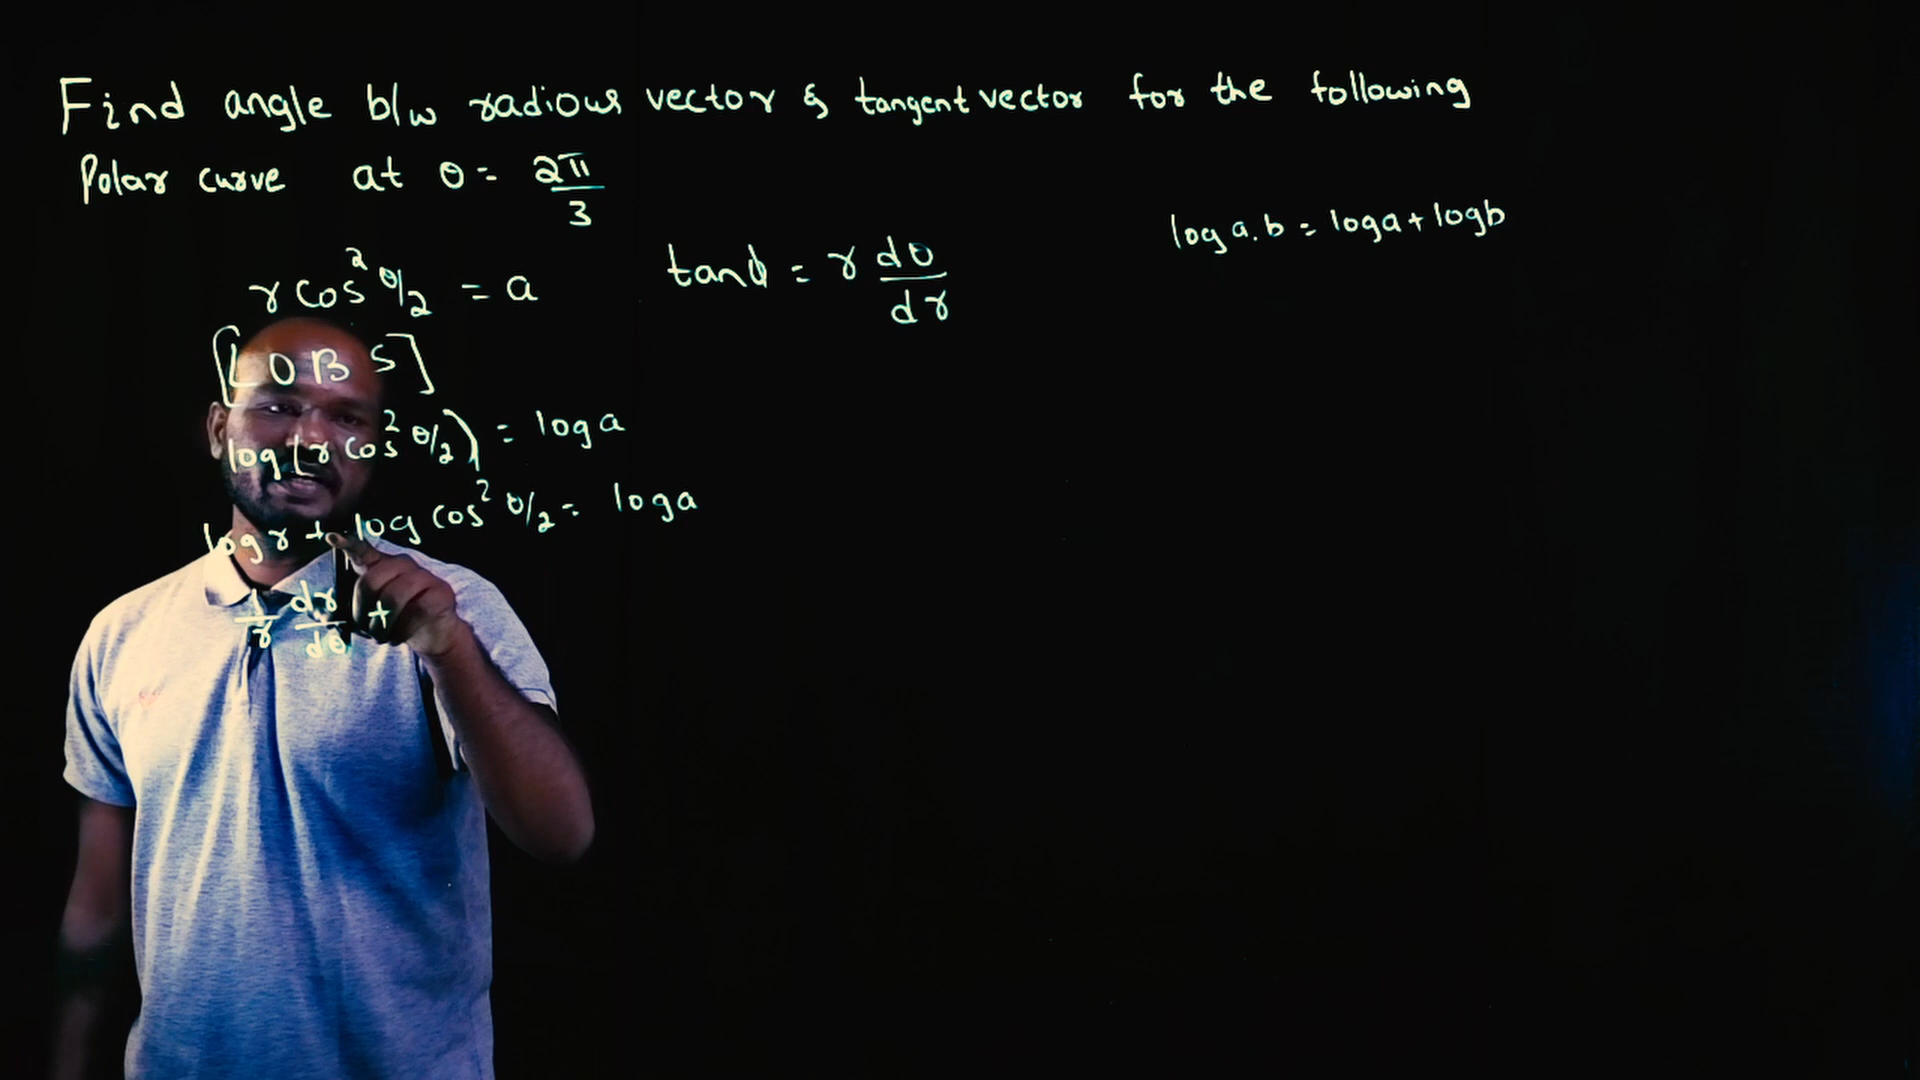 Find angle b/w radious vector & tangent vector for the following
Polar curve at θ = 2π/3
r cos² θ/2 = a
tanϕ = r dθ/dr
log a.b = log a + log b
[LOBS]
log(r cos² θ/2) = log a
log r + log cos² θ/2 = log a
1/r dr/dθ +